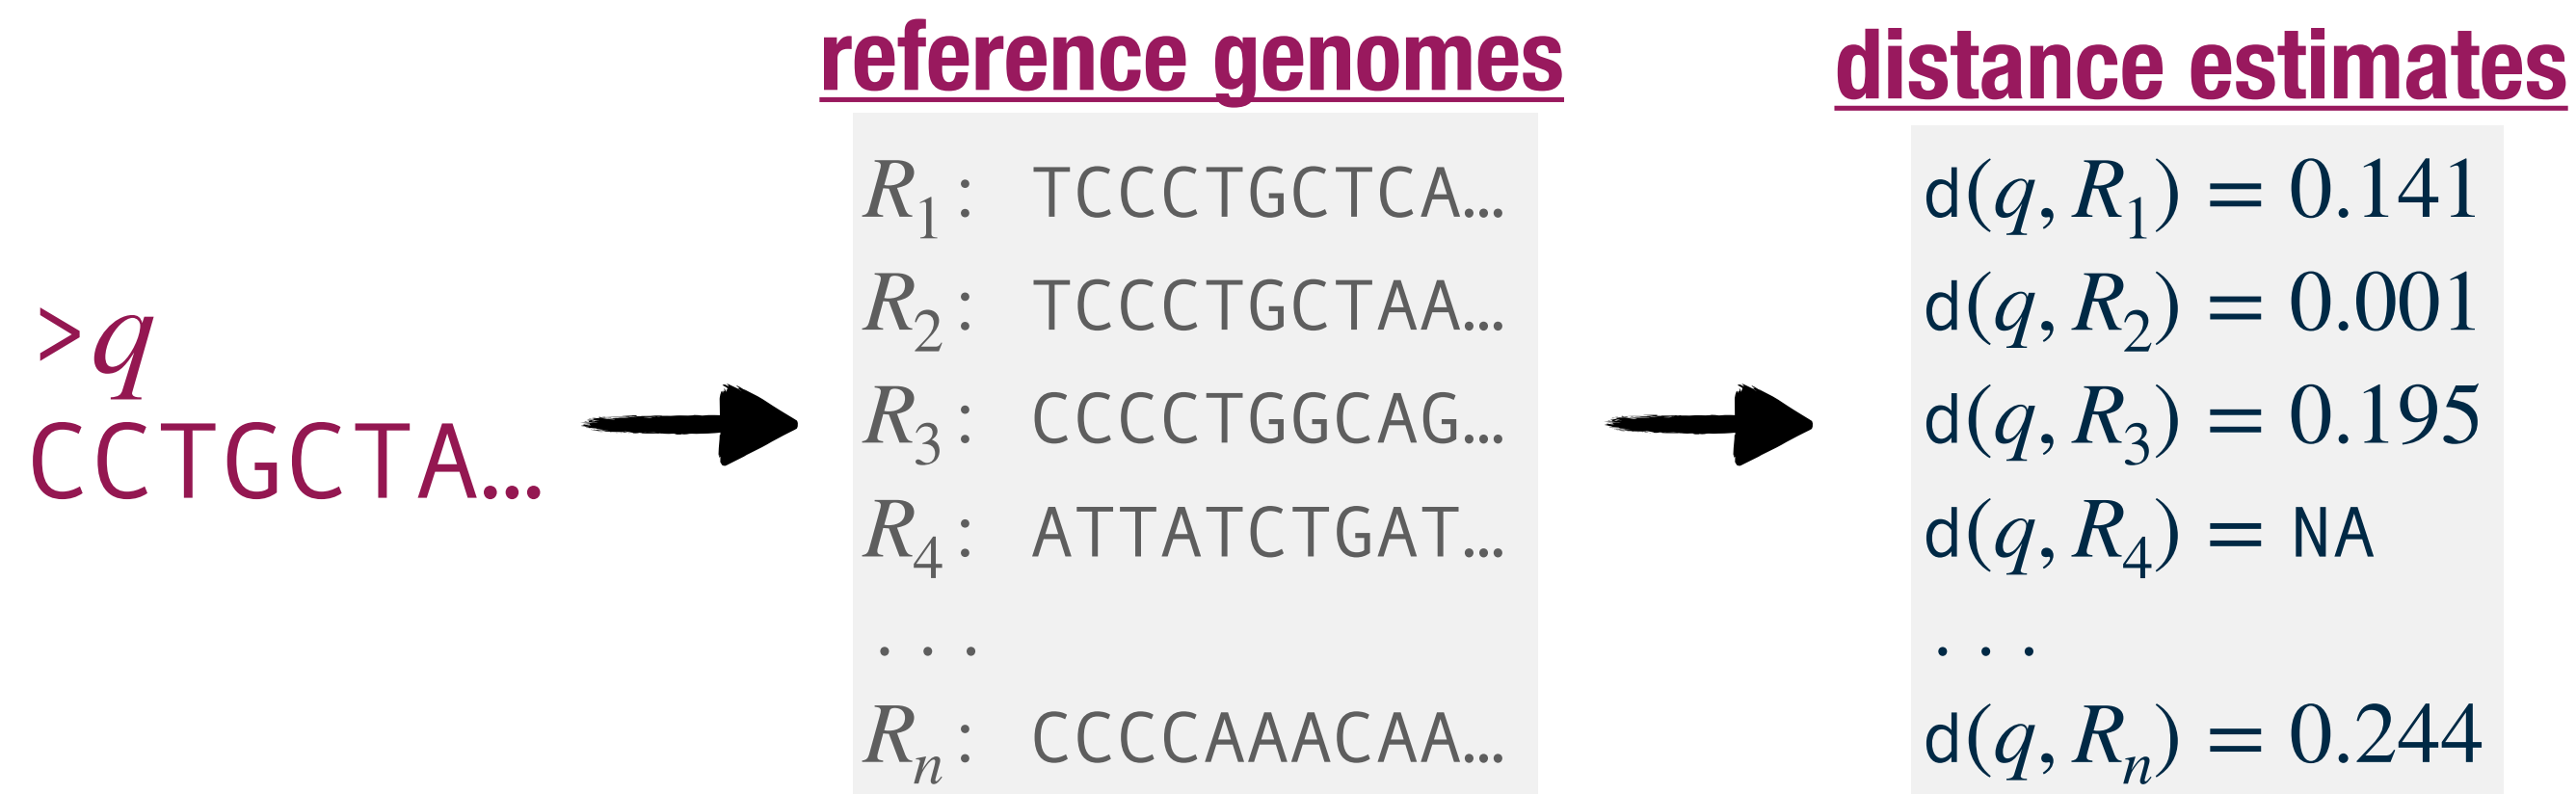 >q
CCTGCTA...
reference genomes
R1: TCCCTGCTCA...
R2: TCCCTGCTAA...
R3: CCCCTGGCAG...
R4: ATTATCTGAT...
...
Rn: CCCCAAACAA...
distance estimates
d(q, R1) = 0.141
d(q, R2) = 0.001
d(q, R3) = 0.195
d(q, R4) = NA
...
d(q, Rn) = 0.244